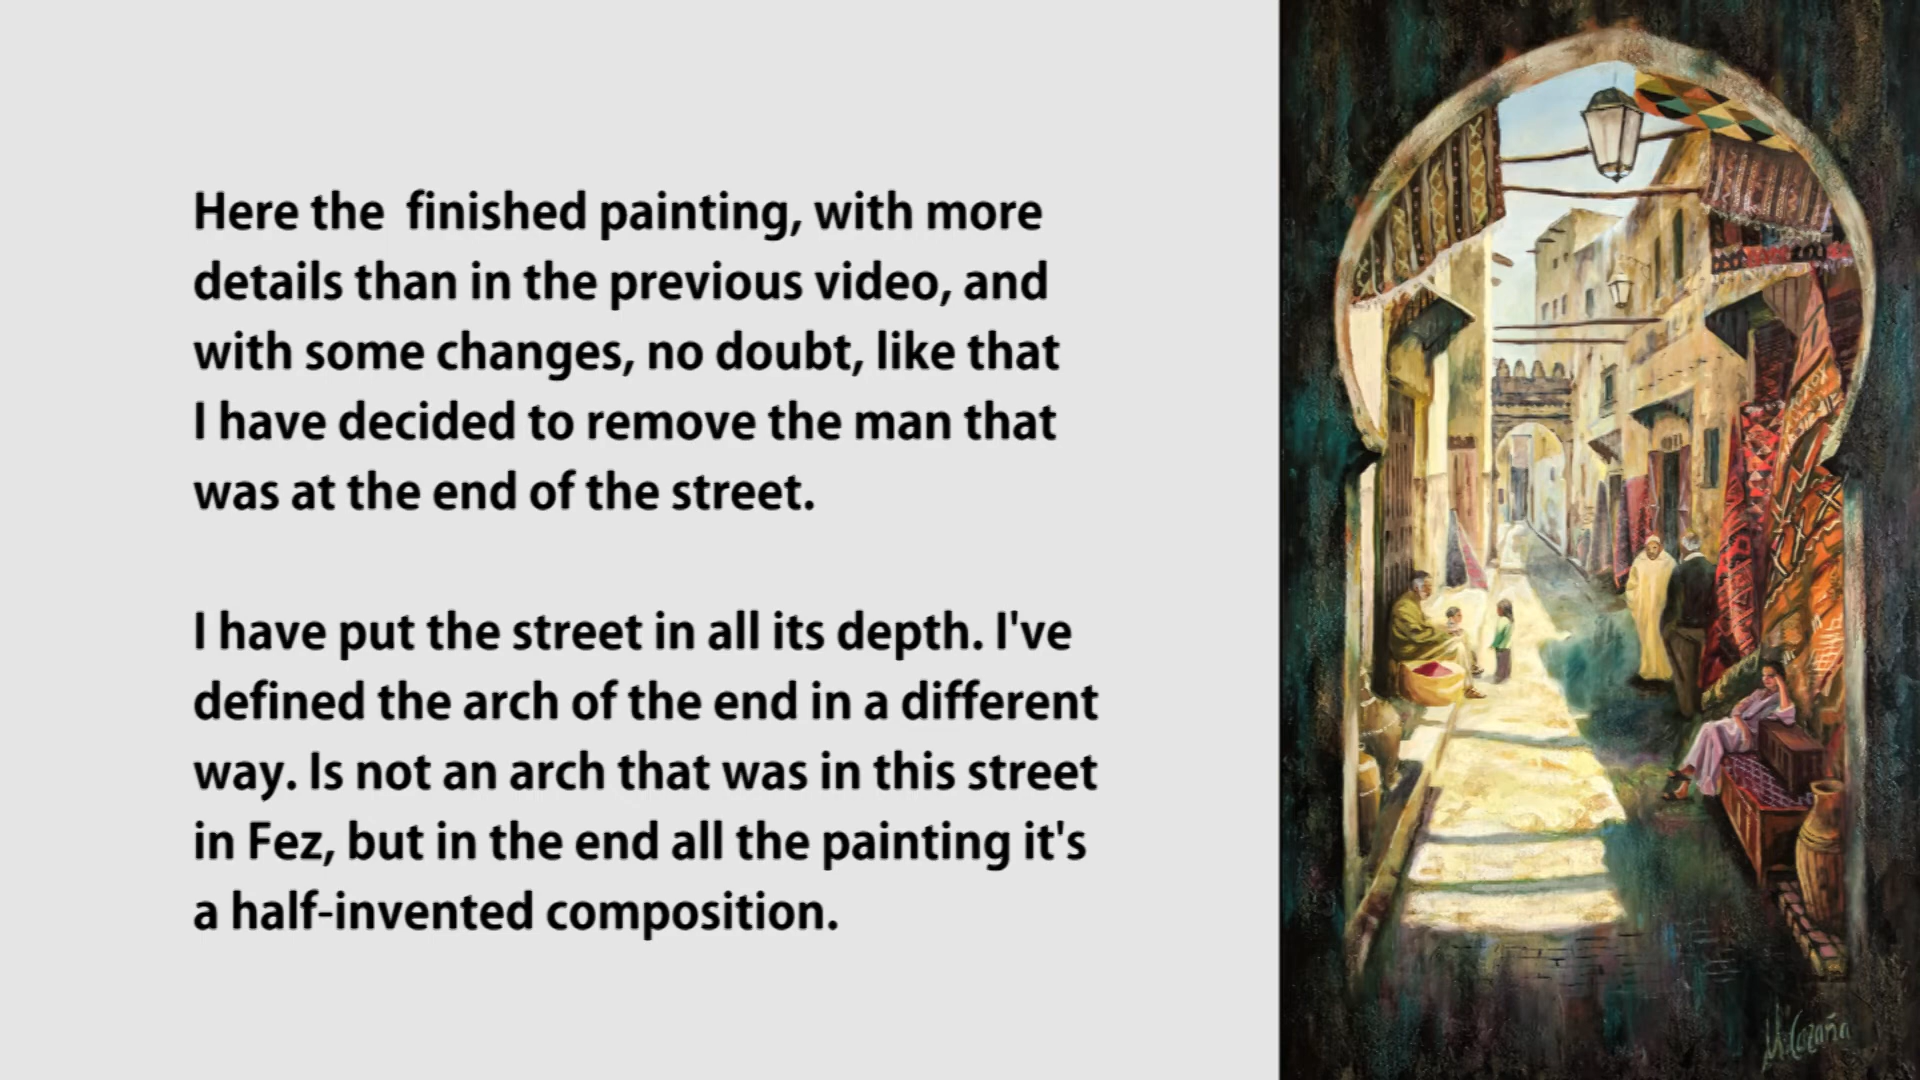 Here the finished painting, with more
details than in the previous video, and
with some changes, no doubt, like that
I have decided to remove the man that
was at the end of the street.
I have put the street in all its depth. I've
defined the arch of the end in a different
way. Is not an arch that was in this street
in Fez, but in the end all the painting it's
a half-invented composition.